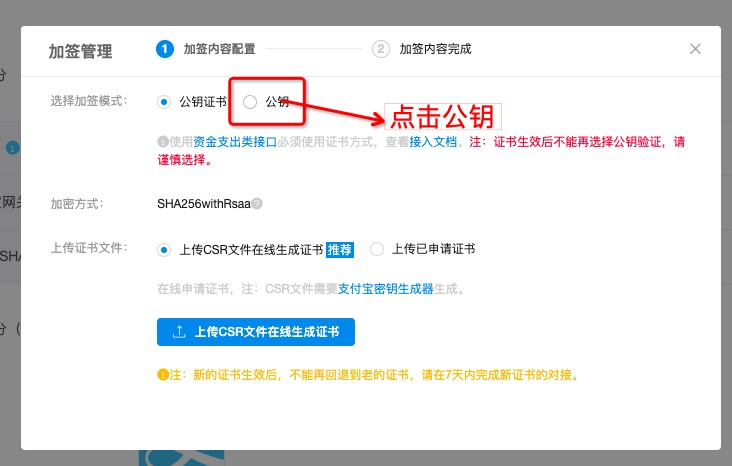 加签管理
1 加签内容配置
2 加签内容完成
选择加签模式：
公钥证书
公钥
点击公钥
使用资金支出类接口必须使用证书方式，查看接入文档。注：证书生效后不能再选择公钥验证，请
谨慎选择。
加密方式：
SHA256withRsaa
上传证书文件：
上传CSR文件在线生成证书 推荐
上传已申请证书
在线申请证书，注：CSR文件需要支付宝密钥生成器生成。
上传CSR文件在线生成证书
注：新的证书生效后，不能再回退到老的证书，请在7天内完成新证书的对接。